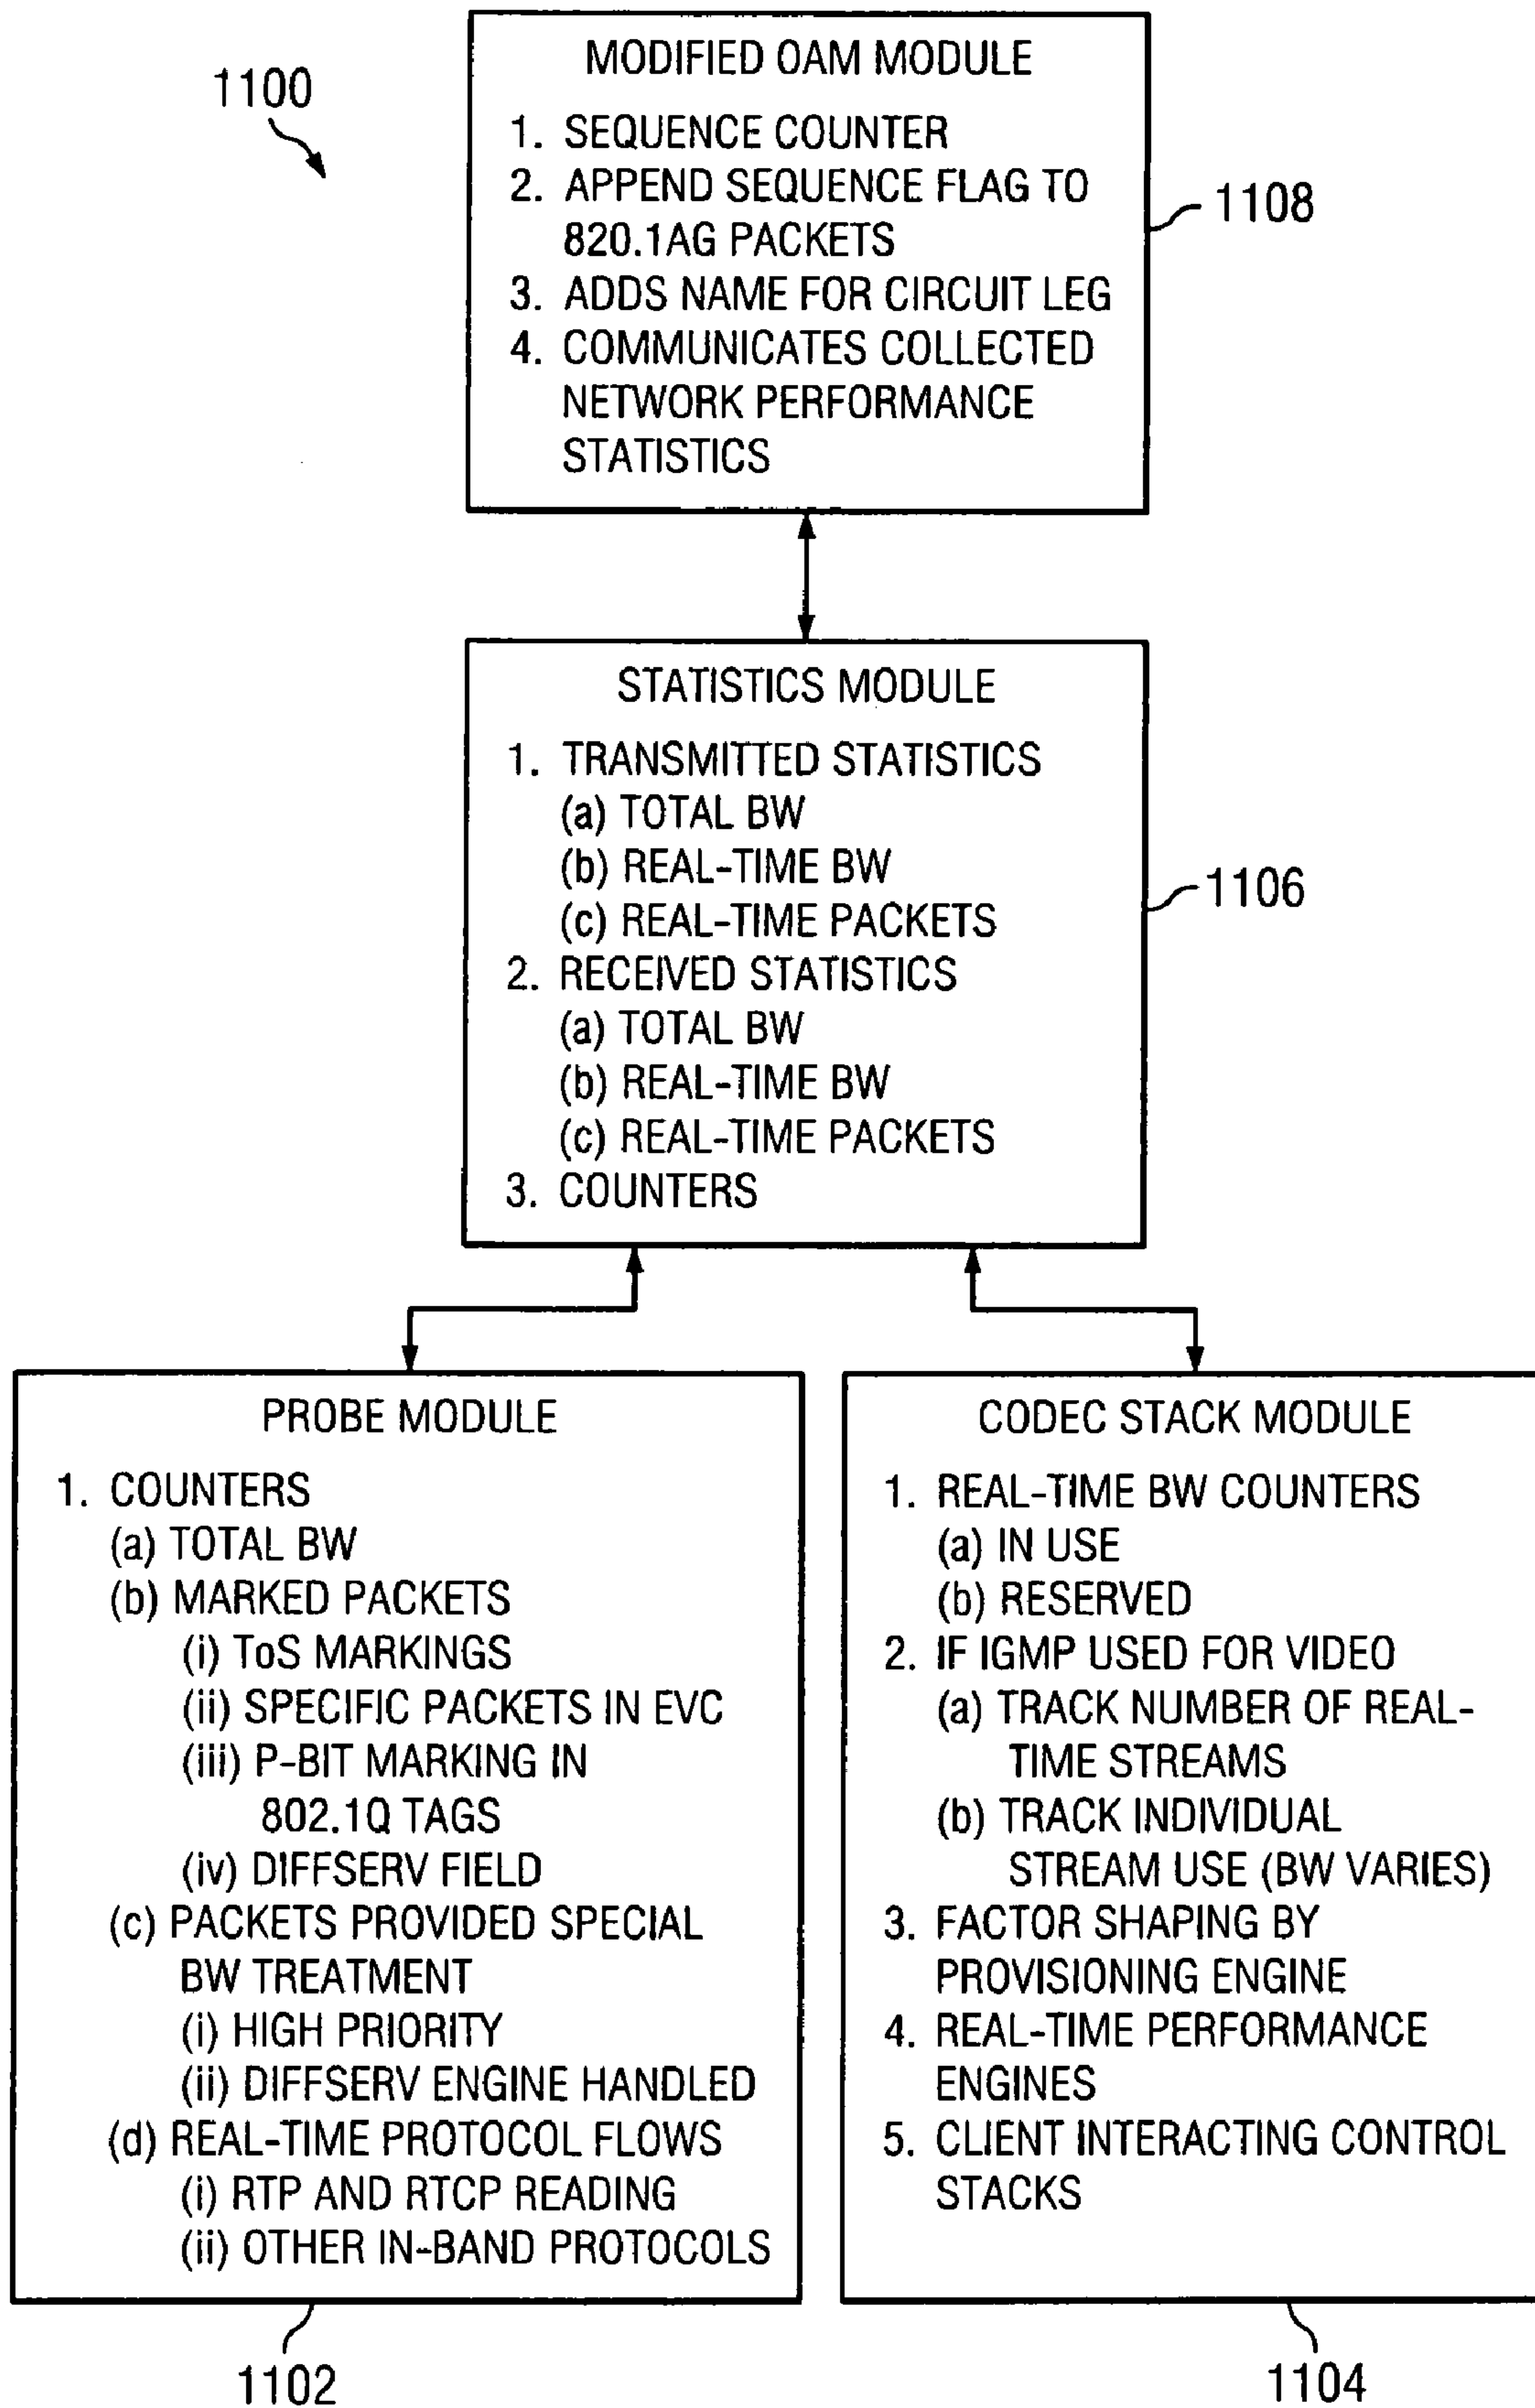 1100
MODIFIED OAM MODULE
1. SEQUENCE COUNTER
2. APPEND SEQUENCE FLAG TO
820.1AG PACKETS
3. ADDS NAME FOR CIRCUIT LEG
4. COMMUNICATES COLLECTED
NETWORK PERFORMANCE
STATISTICS
1108
STATISTICS MODULE
1. TRANSMITTED STATISTICS
(a) TOTAL BW
(b) REAL-TIME BW
(c) REAL-TIME PACKETS
2. RECEIVED STATISTICS
(a) TOTAL BW
(b) REAL-TIME BW
(c) REAL-TIME PACKETS
3. COUNTERS
1106
PROBE MODULE
1. COUNTERS
(a) TOTAL BW
(b) MARKED PACKETS
(i) ToS MARKINGS
(ii) SPECIFIC PACKETS IN EVC
(iii) P-BIT MARKING IN
802.1Q TAGS
(iv) DIFFSERV FIELD
(c) PACKETS PROVIDED SPECIAL
BW TREATMENT
(i) HIGH PRIORITY
(ii) DIFFSERV ENGINE HANDLED
(d) REAL-TIME PROTOCOL FLOWS
(i) RTP AND RTCP READING
(ii) OTHER IN-BAND PROTOCOLS
1102
CODEC STACK MODULE
1. REAL-TIME BW COUNTERS
(a) IN USE
(b) RESERVED
2. IF IGMP USED FOR VIDEO
(a) TRACK NUMBER OF REAL-
TIME STREAMS
(b) TRACK INDIVIDUAL
STREAM USE (BW VARIES)
3. FACTOR SHAPING BY
PROVISIONING ENGINE
4. REAL-TIME PERFORMANCE
ENGINES
5. CLIENT INTERACTING CONTROL
STACKS
1104